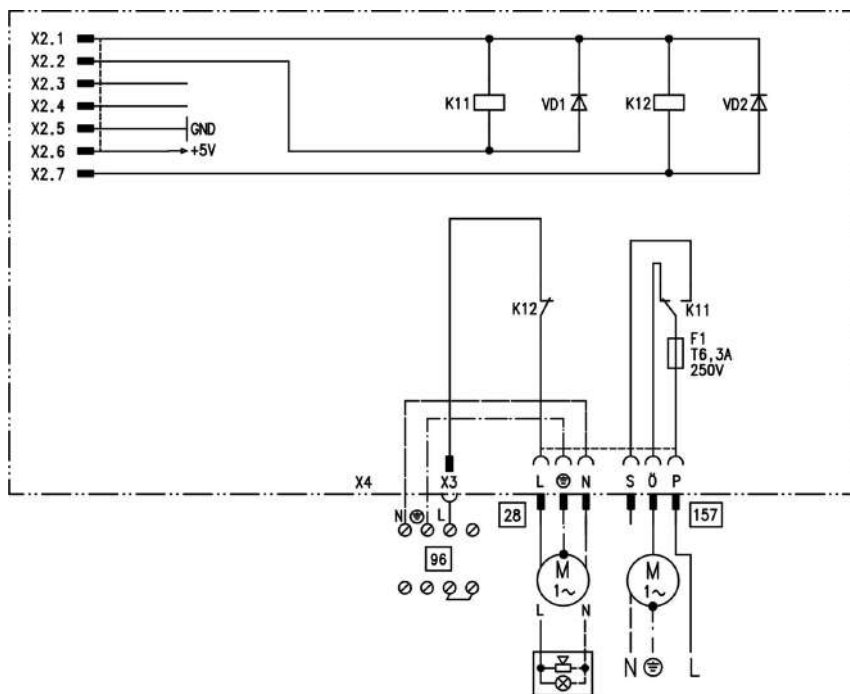 X2.1
X2.2
X2.3
X2.4
X2.5
X2.6
X2.7
GND
+5V
K11
VD1
K12
VD2
K12
K11
F1
T6,3A
250V
X4
X3
L
N
S
Ö
P
N
L
28
157
96
M
1~
M
1~
L
N
N
L